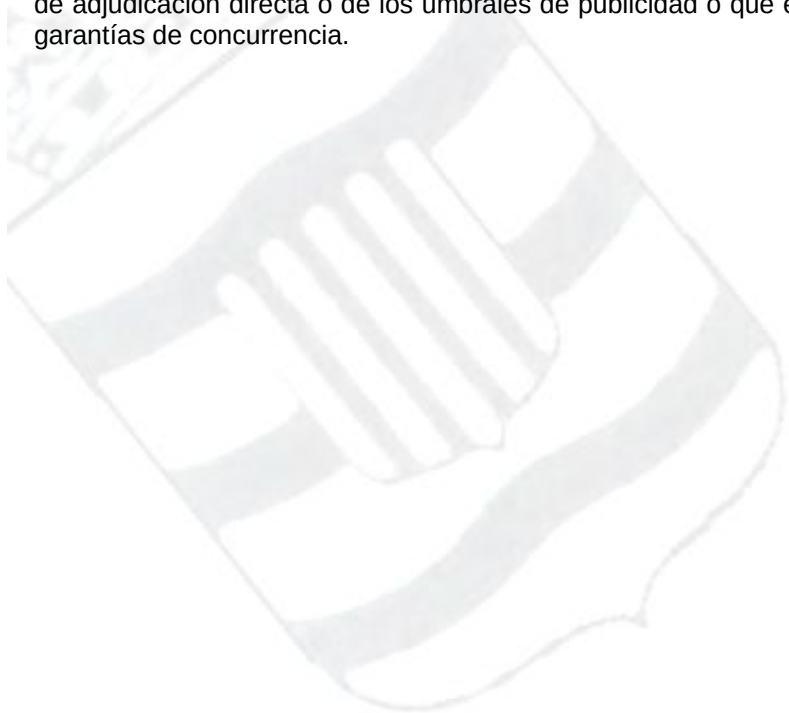 de adjudicación directa o de los umbrales de publicidad o que e
garantías de concurrencia.